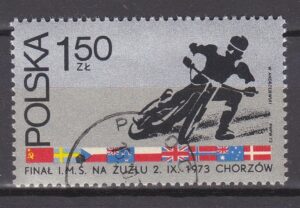 POLSKA
1.50
ZŁ
FINAŁ I.M.Ś. NA ŻUŻLU 2.IX.1973 CHORZÓW